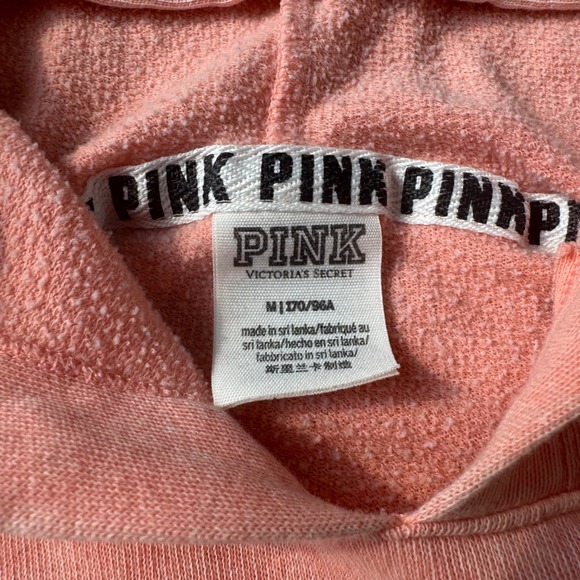 PINK PINK PINK P
PINK
VICTORIA'S SECRET
M | 170/96A
made in sri lanka/fabriqué au
sri lanka/hecho en sri lanka/
fabbricato in sri lanka/
斯里兰卡制造